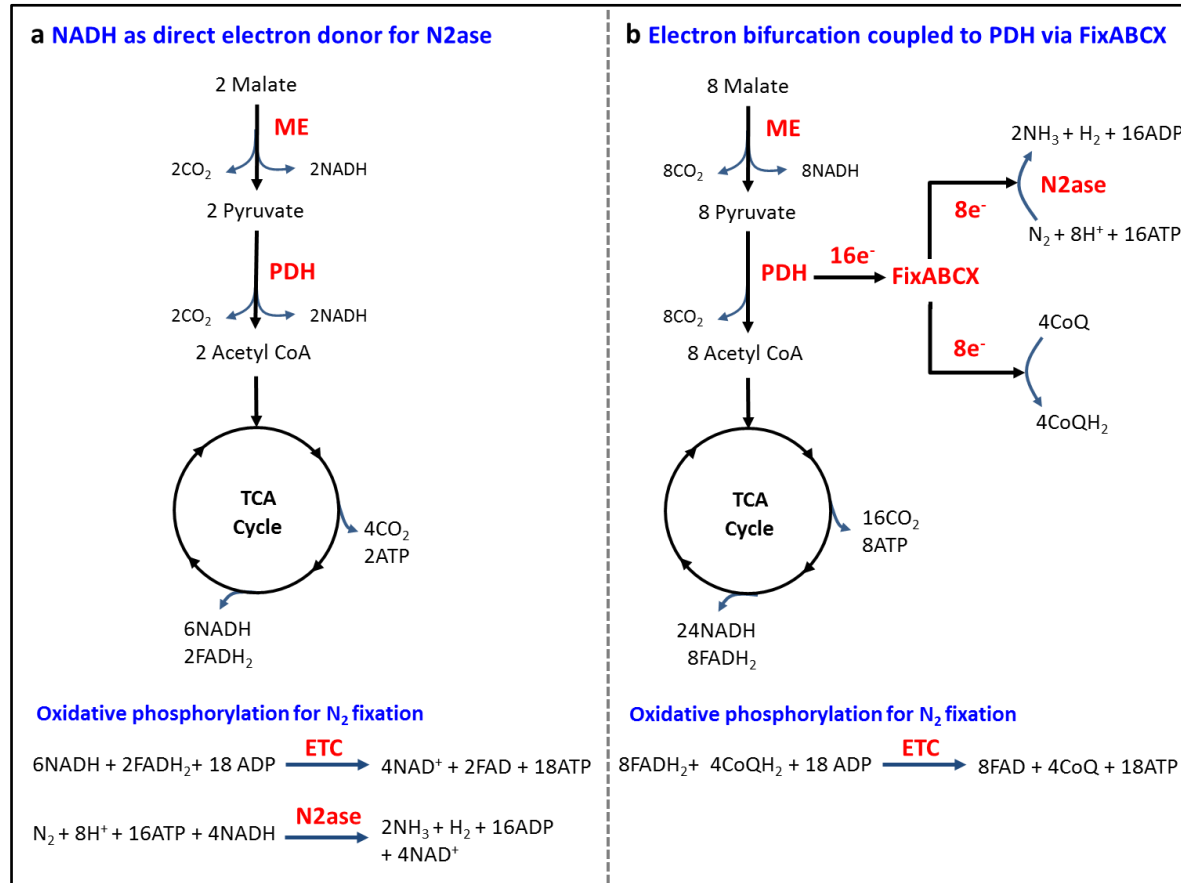 a NADH as direct electron donor for N2ase
2 Malate
ME
2CO₂
2NADH
2 Pyruvate
PDH
2CO₂
2NADH
2 Acetyl CoA
TCA
Cycle
4CO₂
2ATP
6NADH
2FADH₂
Oxidative phosphorylation for N₂ fixation
ETC
6NADH + 2FADH₂+ 18 ADP
4NAD⁺ + 2FAD + 18ATP
N2ase
N₂ + 8H⁺ + 16ATP + 4NADH
2NH₃ + H₂ + 16ADP
+ 4NAD⁺
b Electron bifurcation coupled to PDH via FixABCX
8 Malate
ME
8CO₂
8NADH
8 Pyruvate
PDH
16e⁻
FixABCX
8CO₂
8 Acetyl CoA
2NH₃ + H₂ + 16ADP
N2ase
8e⁻
N₂ + 8H⁺ + 16ATP
4CoQ
8e⁻
4CoQH₂
TCA
Cycle
16CO₂
8ATP
24NADH
8FADH₂
Oxidative phosphorylation for N₂ fixation
ETC
8FADH₂+ 4CoQH₂ + 18 ADP
8FAD + 4CoQ + 18ATP